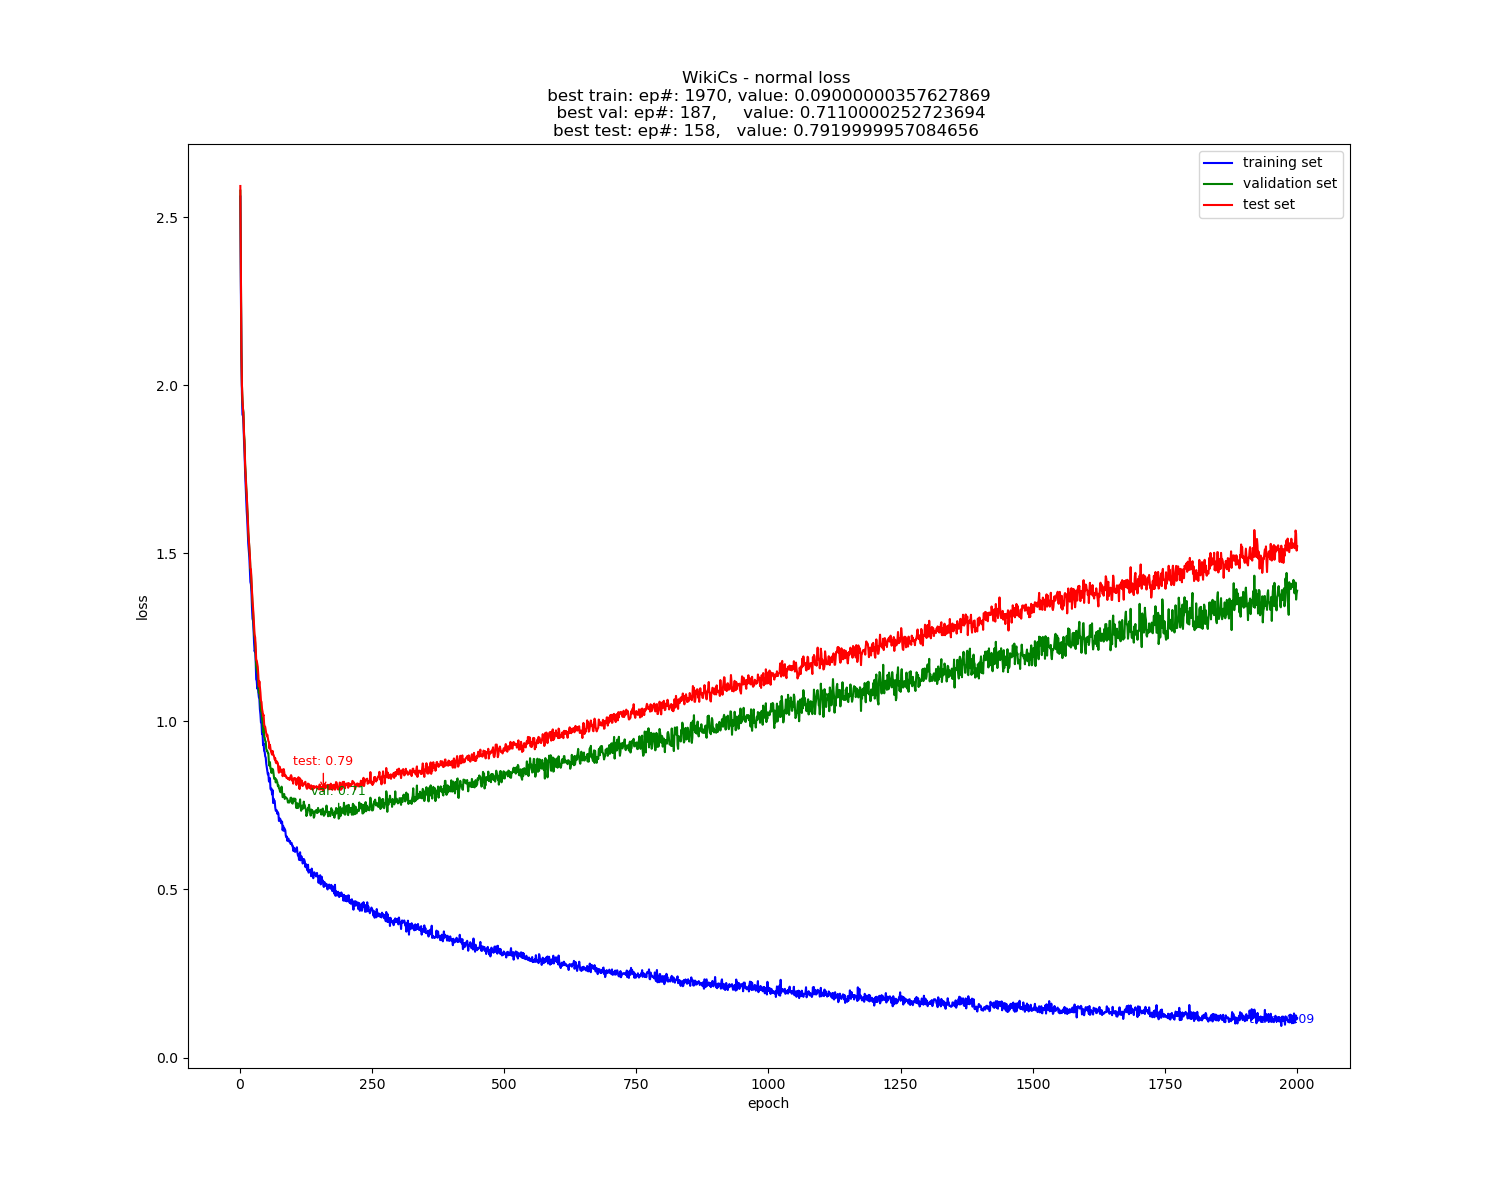 WikiCs - normal loss
best train: ep#: 1970, value: 0.09000000357627869
best val: ep#: 187, value: 0.7110000252723694
best test: ep#: 158, value: 0.7919999957084656
training set
validation set
test set
2.5
2.0
1.5
1.0
0.5
0.0
loss
test: 0.79
val: 0.71
0 250 500 750 1000 1250 1500 1750 2000
epoch